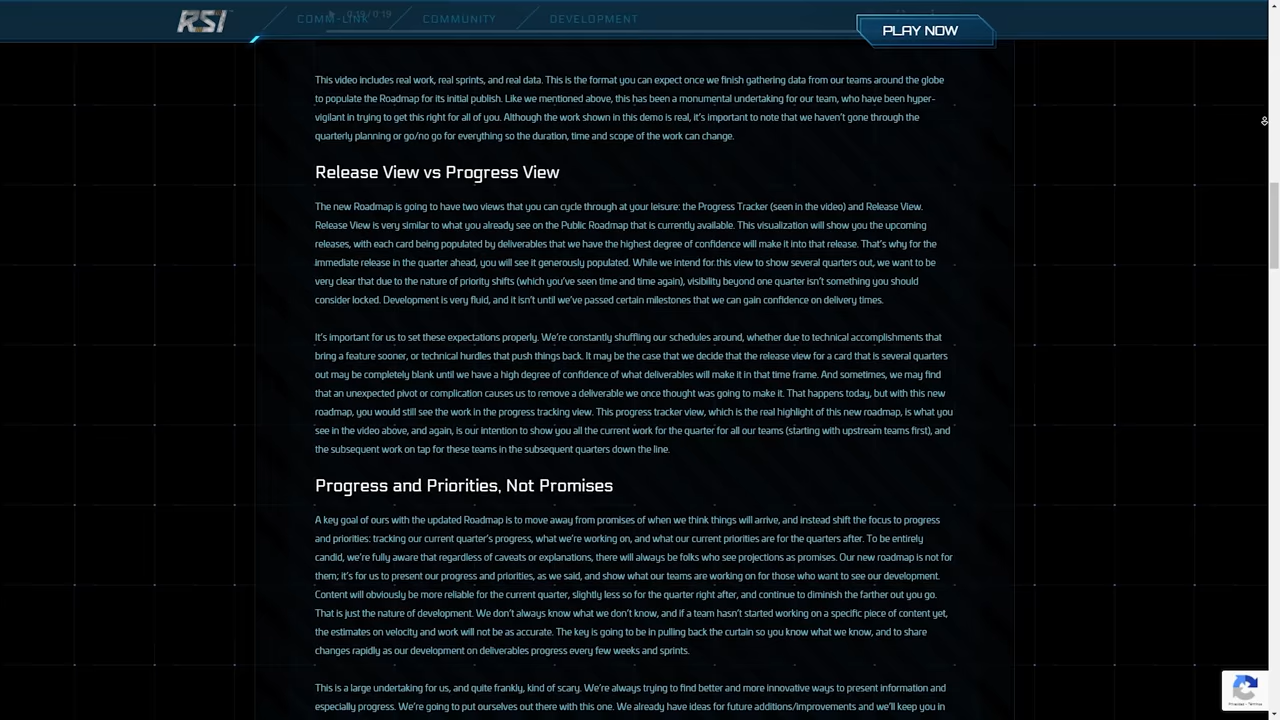 RSI
COMM-LINK
COMMUNITY
DEVELOPMENT
PLAY NOW
This video includes real work, real sprints, and real data. This is the format you can expect once we finish gathering data from our teams around the globe
to populate the Roadmap for its initial publish. Like we mentioned above, this has been a monumental undertaking for our team, who have been hyper-
vigilant in trying to get this right for all of you. Although the work shown in this demo is real, it's important to note that we haven't gone through the
quarterly planning or go/no go for everything so the duration, time and scope of the work can change.
Release View vs Progress View
The new Roadmap is going to have two views that you can cycle through at your leisure: the Progress Tracker (seen in the video) and Release View.
Release View is very similar to what you already see on the Public Roadmap that is currently available. This visualization will show you the upcoming
releases, with each card being populated by deliverables that we have the highest degree of confidence will make it into that release. That's why for the
immediate release in the quarter ahead, you will see it generously populated. While we intend for this view to show several quarters out, we want to be
very clear that due to the nature of priority shifts (which you've seen time and time again), visibility beyond one quarter isn't something you should
consider locked. Development is very fluid, and it isn't until we've passed certain milestones that we can gain confidence on delivery times.
It's important for us to set these expectations properly. We're constantly shuffling our schedules around, whether due to technical accomplishments that
bring a feature sooner, or technical hurdles that push things back. It may be the case that we decide that the release view for a card that is several quarters
out may be completely blank until we have a high degree of confidence of what deliverables will make it in that time frame. And sometimes, we may find
that an unexpected pivot or complication causes us to remove a deliverable we once thought was going to make it. That happens today, but with this new
roadmap, you would still see the work in the progress tracking view. This progress tracker view, which is the real highlight of this new roadmap, is what you
see in the video above, and again, is our intention to show you all the current work for the quarter for all our teams (starting with upstream teams first), and
the subsequent work on tap for these teams in the subsequent quarters down the line.
Progress and Priorities, Not Promises
A key goal of ours with the updated Roadmap is to move away from promises of when we think things will arrive, and instead shift the focus to progress
and priorities: tracking our current quarter's progress, what we're working on, and what our current priorities are for the quarters after. To be entirely
candid, we're fully aware that regardless of caveats or explanations, there will always be folks who see projections as promises. Our new roadmap is not for
them; it's for us to present our progress and priorities, as we said, and show what our teams are working on for those who want to see our development.
Content will obviously be more reliable for the current quarter, slightly less so for the quarter right after, and continue to diminish the farther out you go.
That is just the nature of development. We don't always know what we don't know, and if a team hasn't started working on a specific piece of content yet,
the estimates on velocity and work will not be as accurate. The key is going to be in pulling back the curtain so you know what we know, and to share
changes rapidly as our development on deliverables progress every few weeks and sprints.
This is a large undertaking for us, and quite frankly, kind of scary. We're always trying to find better and more innovative ways to present information and
especially progress. We're going to put ourselves out there with this one. We already have ideas for future additions/improvements and we'll keep you in
Privacy - Terms